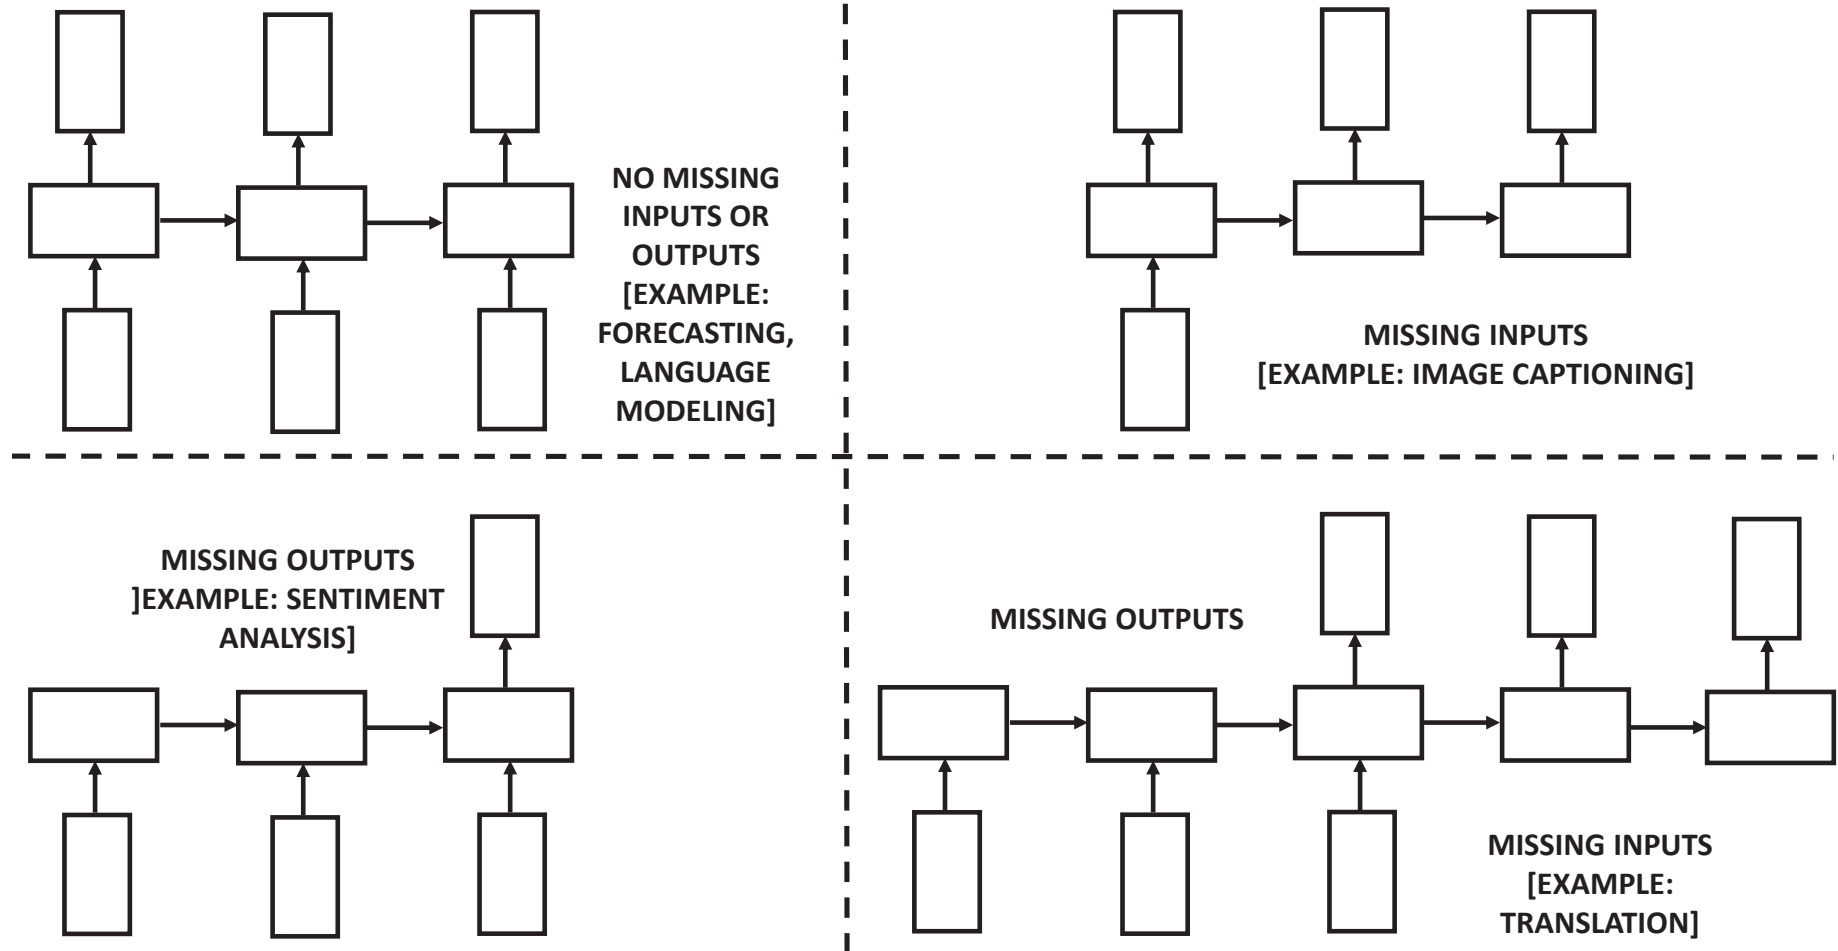 NO MISSING
INPUTS OR
OUTPUTS
[EXAMPLE:
FORECASTING,
LANGUAGE
MODELING]
MISSING INPUTS
[EXAMPLE: IMAGE CAPTIONING]
MISSING OUTPUTS
]EXAMPLE: SENTIMENT
ANALYSIS]
MISSING OUTPUTS
MISSING INPUTS
[EXAMPLE:
TRANSLATION]